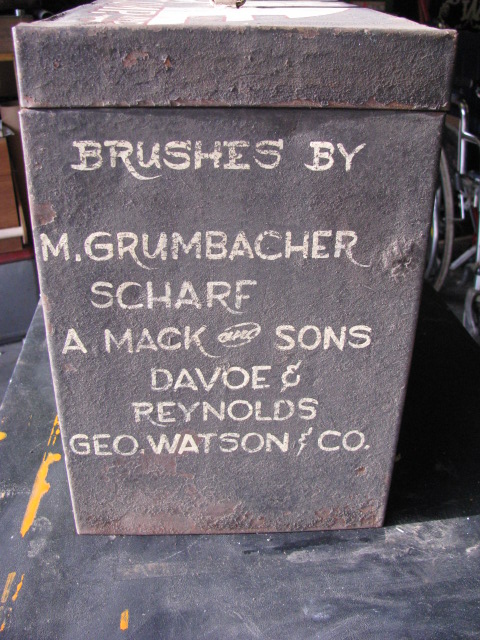 BRUSHES BY
M. GRUMBACHER
SCHARF
A MACK and SONS
DAVOE &
REYNOLDS
GEO. WATSON & CO.